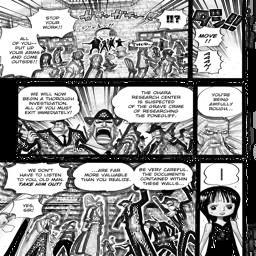 ダン!!
MOVE!!
!!?
STOP
YOUR
WORK!!
ALL
OF YOU,
PUT UP
YOUR ARMS
AND COME
OUTSIDE!!
YOU'RE
BEING
AWFULLY
ROUGH...
THE OHARA
RESEARCH CENTER
IS SUSPECTED
OF THE GRAVE CRIME
OF RESEARCHING
THE PONEGLYPH.
WE WILL NOW
BEGIN A THOROUGH
INVESTIGATION.
ALL OF YOU MUST
EXIT IMMEDIATELY!
BE VERY CAREFUL.
THE DOCUMENTS
CONTAINED WITHIN
THESE WALLS...
...ARE FAR
MORE VALUABLE
THAN YOU REALIZE.
WE DON'T
HAVE TO LISTEN
TO YOU, OLD MAN.
TAKE HIM OUT!
YES,
SIR!